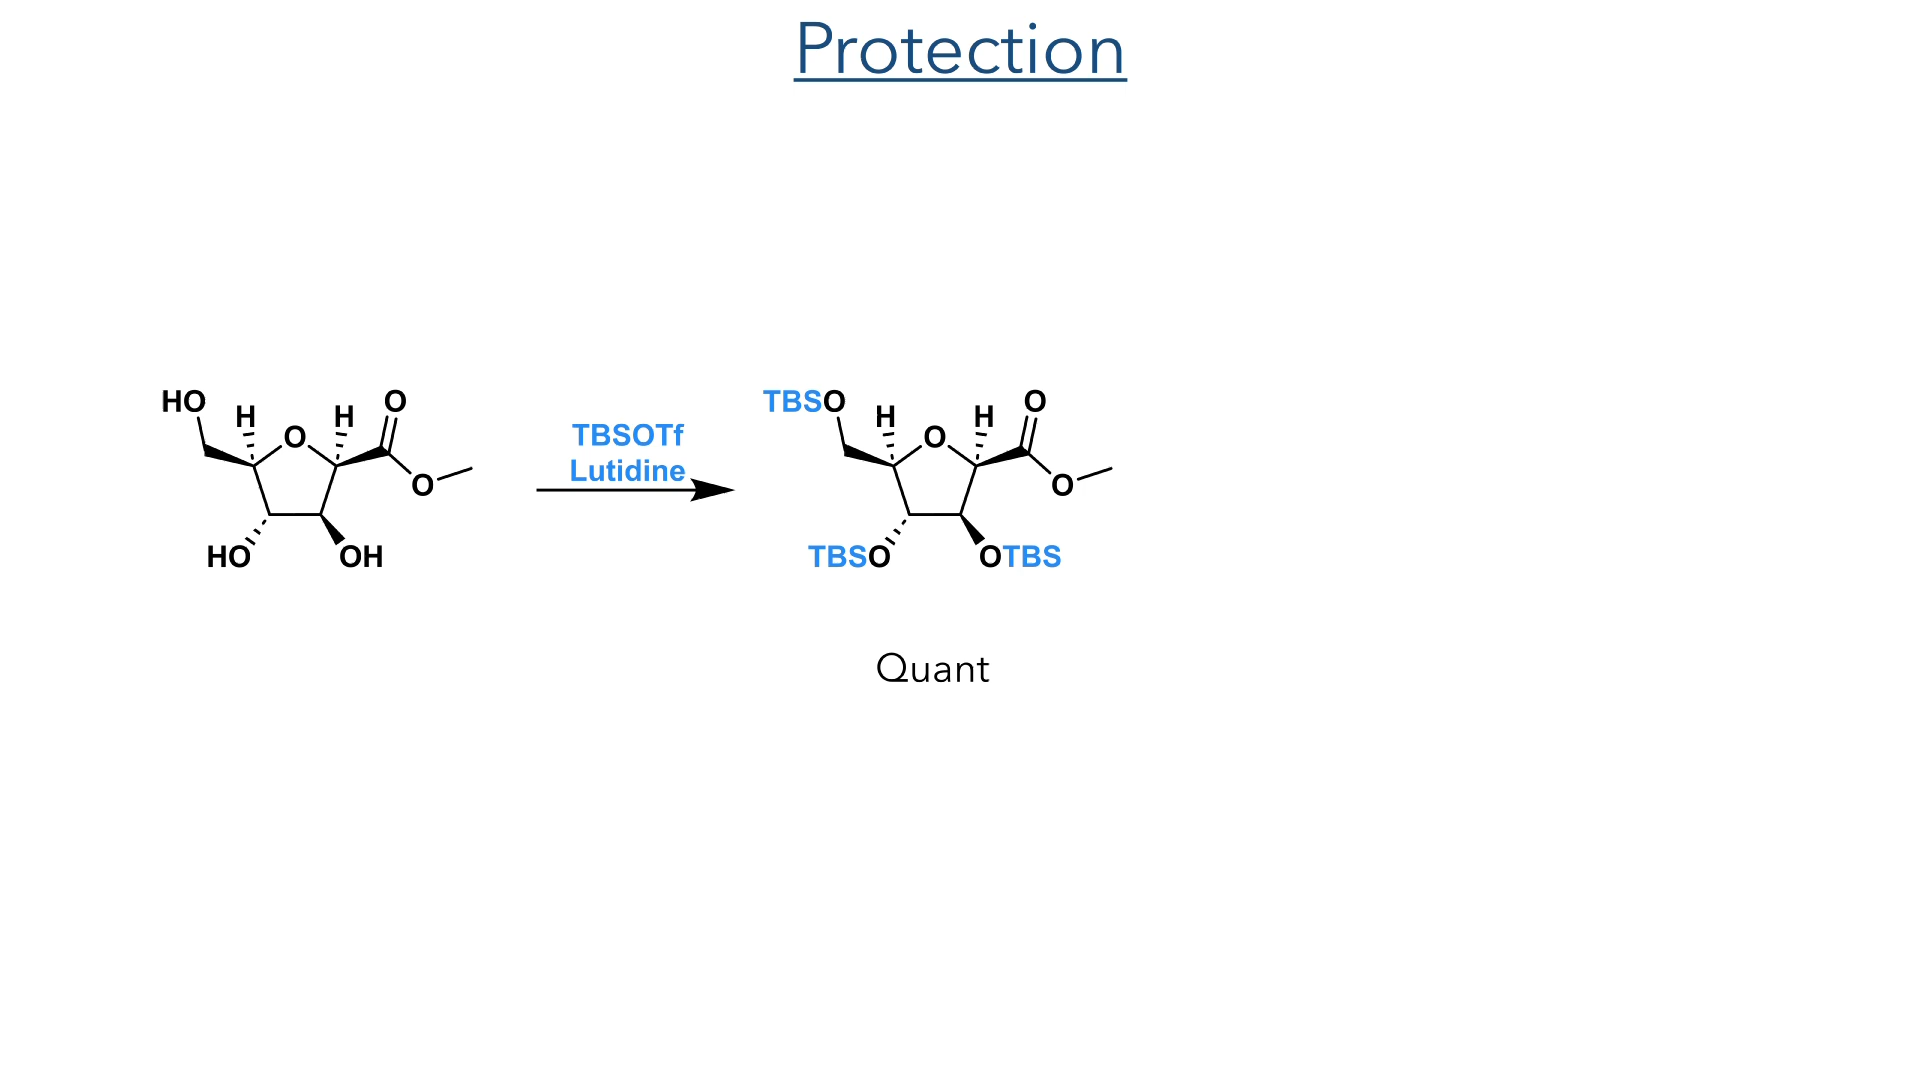 Protection
HO H O H O
O
HO OH
TBSOTf
Lutidine
TBSO H O H O
O
TBSO OTBS
Quant